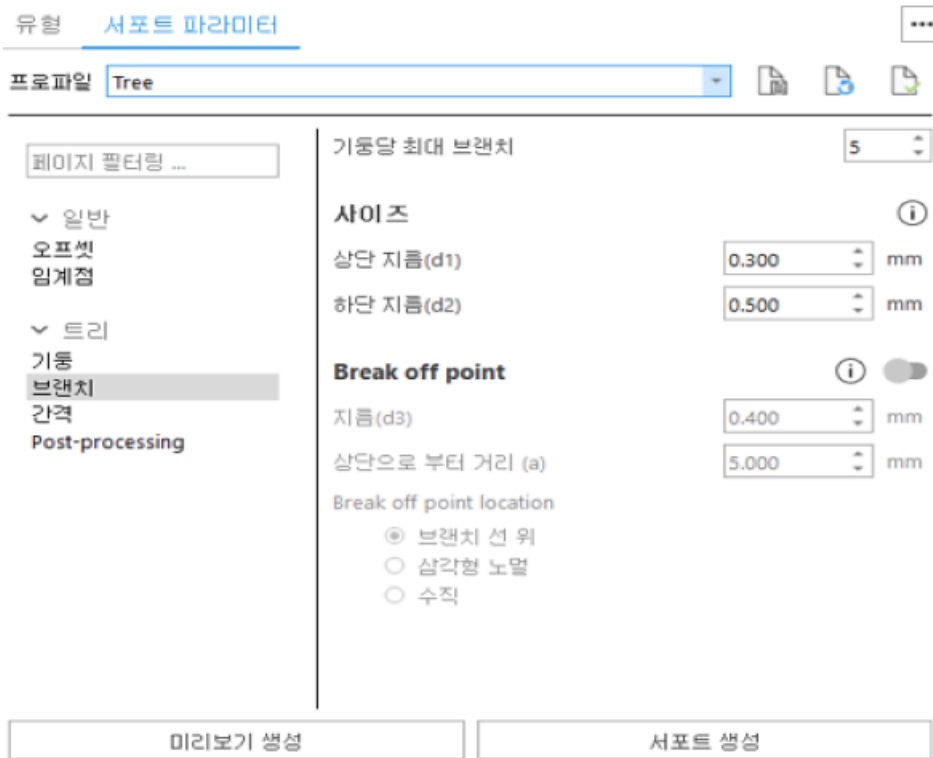 유형 서포트 파라미터
프로파일 Tree
페이지 필터링 ...
일반
오프셋
임계점
트리
기둥
브랜치
간격
Post-processing
기둥당 최대 브랜치 5
사이즈
상단 지름(d1) 0.300 mm
하단 지름(d2) 0.500 mm
Break off point
지름(d3) 0.400 mm
상단으로 부터 거리 (a) 5.000 mm
Break off point location
브랜치 선 위
삼각형 노멀
수직
미리보기 생성 서포트 생성